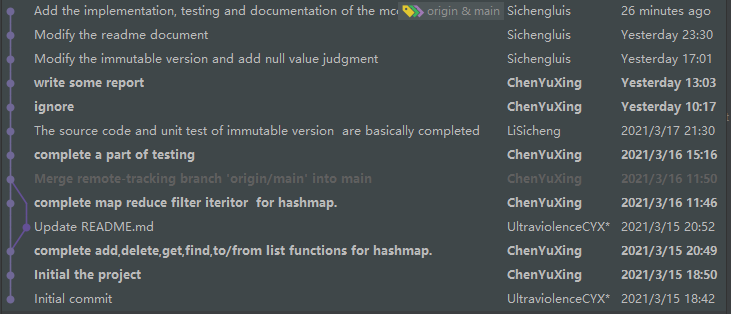 Add the implementation, testing and documentation of the mo origin & main Sichengluis 26 minutes ago
Modify the readme document Sichengluis Yesterday 23:30
Modify the immutable version and add null value judgment Sichengluis Yesterday 17:01
write some report ChenYuXing Yesterday 13:03
ignore ChenYuXing Yesterday 10:17
The source code and unit test of immutable version are basically completed LiSicheng 2021/3/17 21:30
complete a part of testing ChenYuXing 2021/3/16 15:16
Merge remote-tracking branch 'origin/main' into main ChenYuXing 2021/3/16 11:50
complete map reduce filter iteritor for hashmap. ChenYuXing 2021/3/16 11:46
Update README.md UltraviolenceCYX* 2021/3/15 20:52
complete add,delete,get,find,to/from list functions for hashmap. ChenYuXing 2021/3/15 20:49
Initial the project ChenYuXing 2021/3/15 18:50
Initial commit UltraviolenceCYX* 2021/3/15 18:42